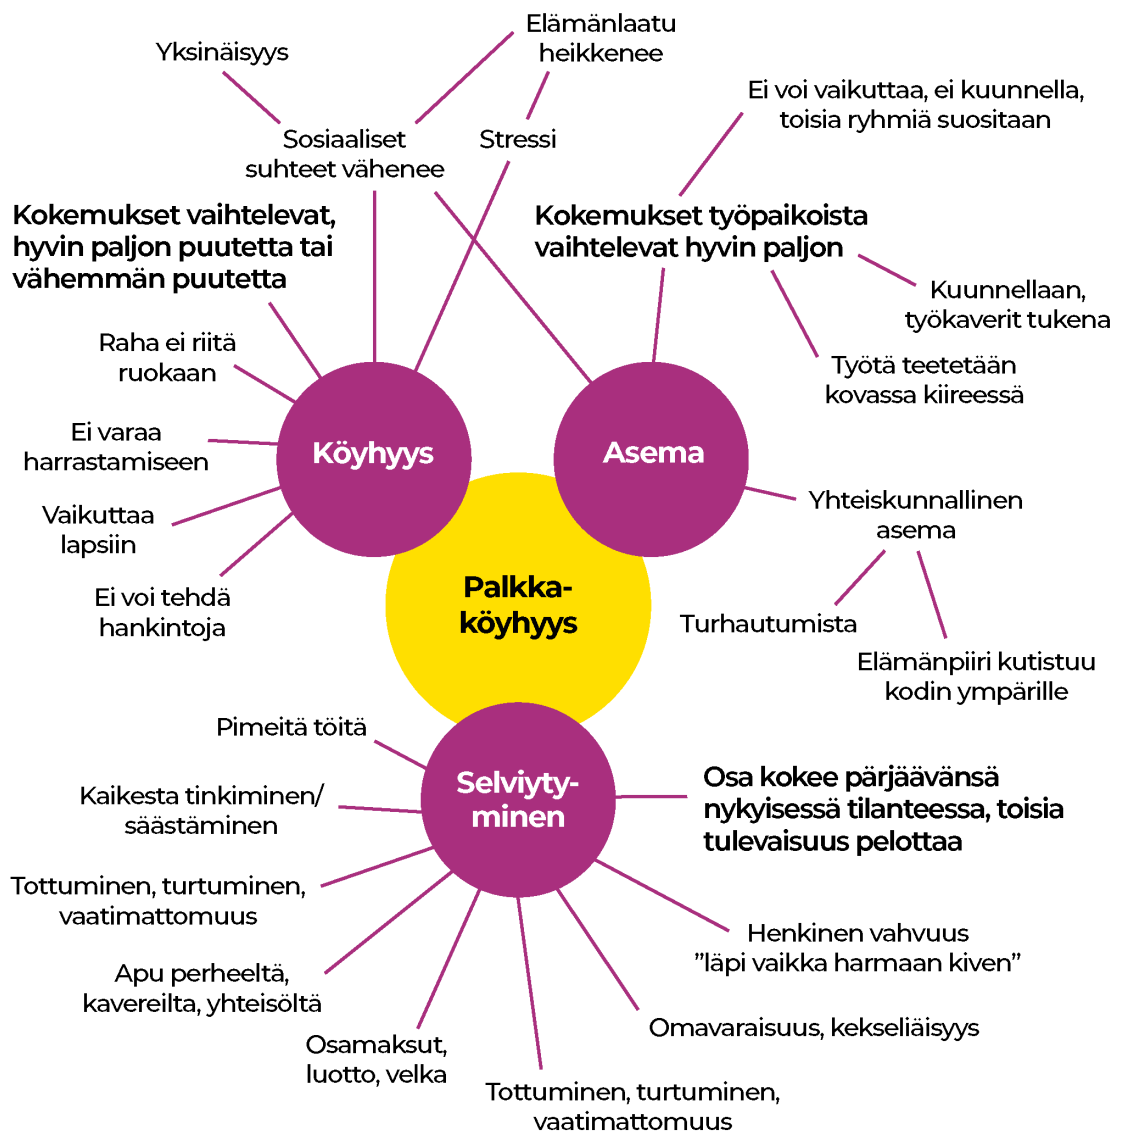 Elämänlaatu
heikkenee
Yksinäisyys
Ei voi vaikuttaa, ei kuunnella,
toisia ryhmiä suositaan
Sosiaaliset
suhteet vähenee
Stressi
Kokemukset vaihtelevat,
hyvin paljon puutetta tai
vähemmän puutetta
Kokemukset työpaikoista
vaihtelevat hyvin paljon
Kuunnellaan,
työkaverit tukena
Raha ei riitä
ruokaan
Työtä teetetään
kovassa kiireessä
Ei varaa
harrastamiseen
Köyhyys
Asema
Vaikuttaa
lapsiin
Yhteiskunnallinen
asema
Ei voi tehdä
hankintoja
Palkka-
köyhyys
Turhautumista
Elämänpiiri kutistuu
kodin ympärille
Pimeitä töitä
Kaikesta tinkiminen/
säästäminen
Selviyty-
minen
Osa kokee pärjäävänsä
nykyisessä tilanteessa, toisia
tulevaisuus pelottaa
Tottuminen, turtuminen,
vaatimattomuus
Henkinen vahvuus
”läpi vaikka harmaan kiven”
Apu perheeltä,
kavereilta, yhteisöltä
Omavaraisuus, kekseliäisyys
Osamaksut,
luotto, velka
Tottuminen, turtuminen,
vaatimattomuus